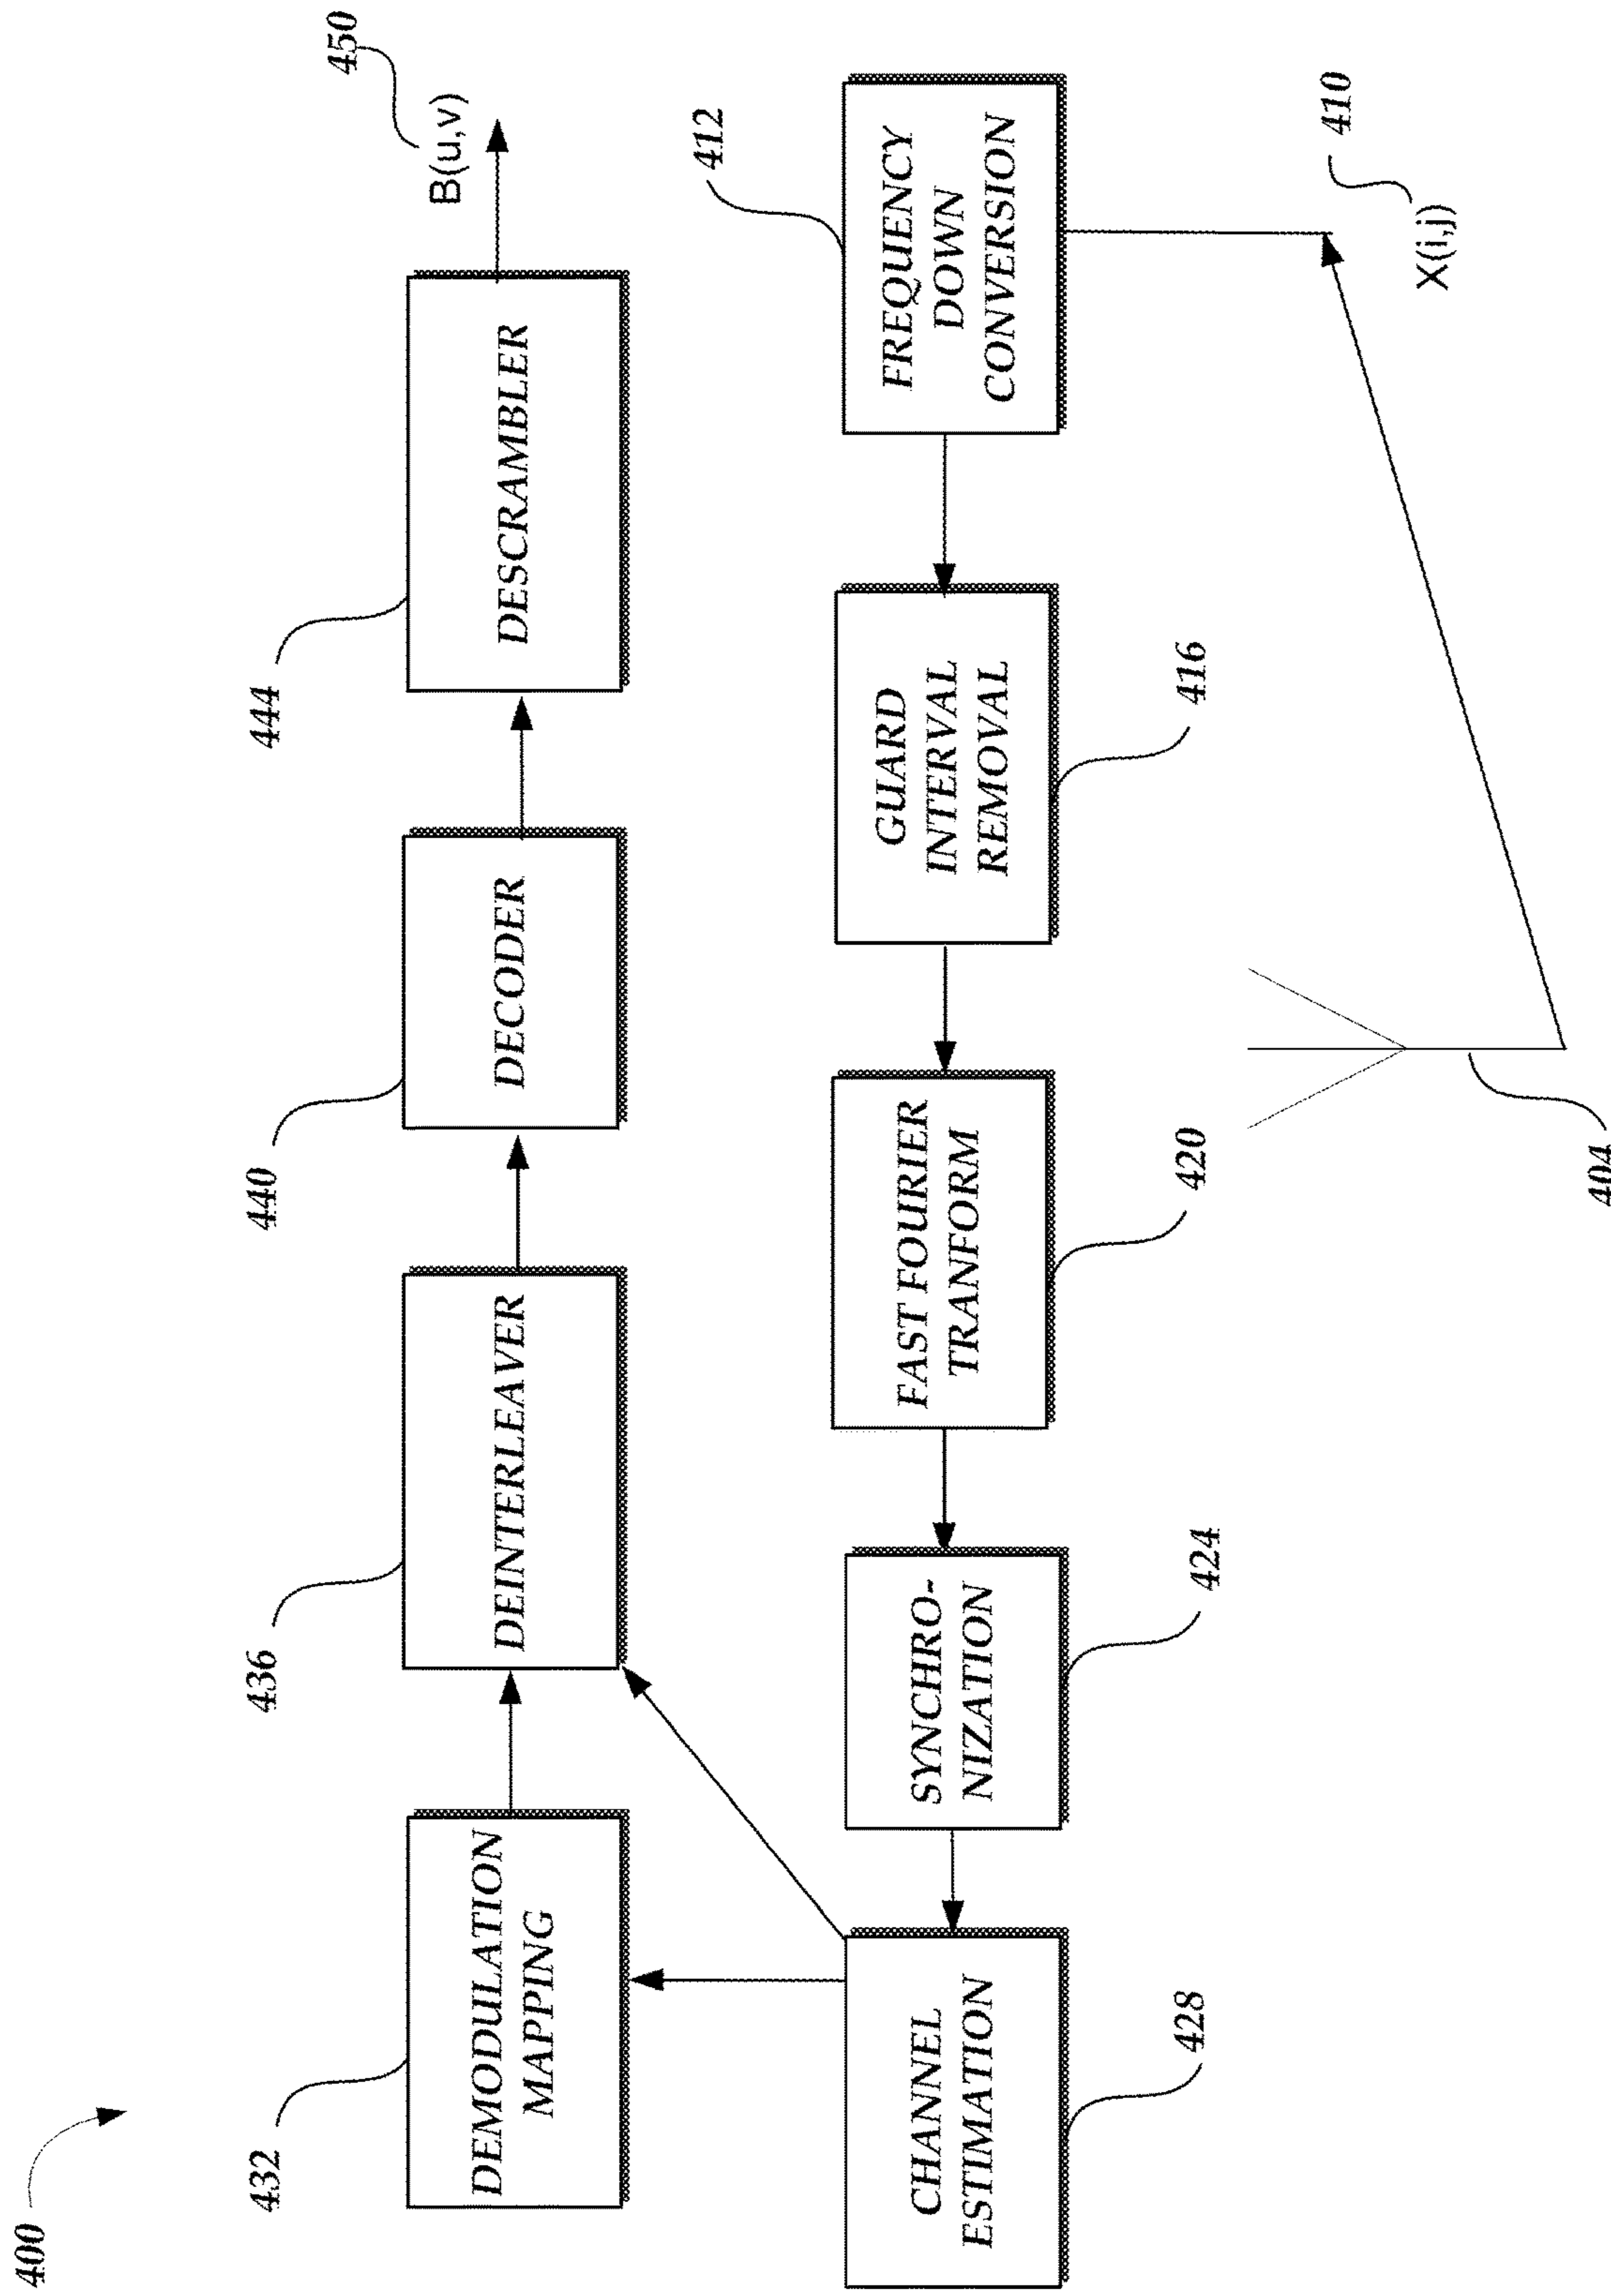 400
432
DEMODULATION
MAPPING
436
DEINTERLEAVER
440
DECODER
444
DESCRAMBLER
450
B(u,v)
CHANNEL
ESTIMATION
428
SYNCHRO-
NIZATION
424
FAST FOURIER
TRANFORM
420
GUARD
INTERVAL
REMOVAL
416
412
FREQUENCY
DOWN
CONVERSION
410
X(i,j)
404